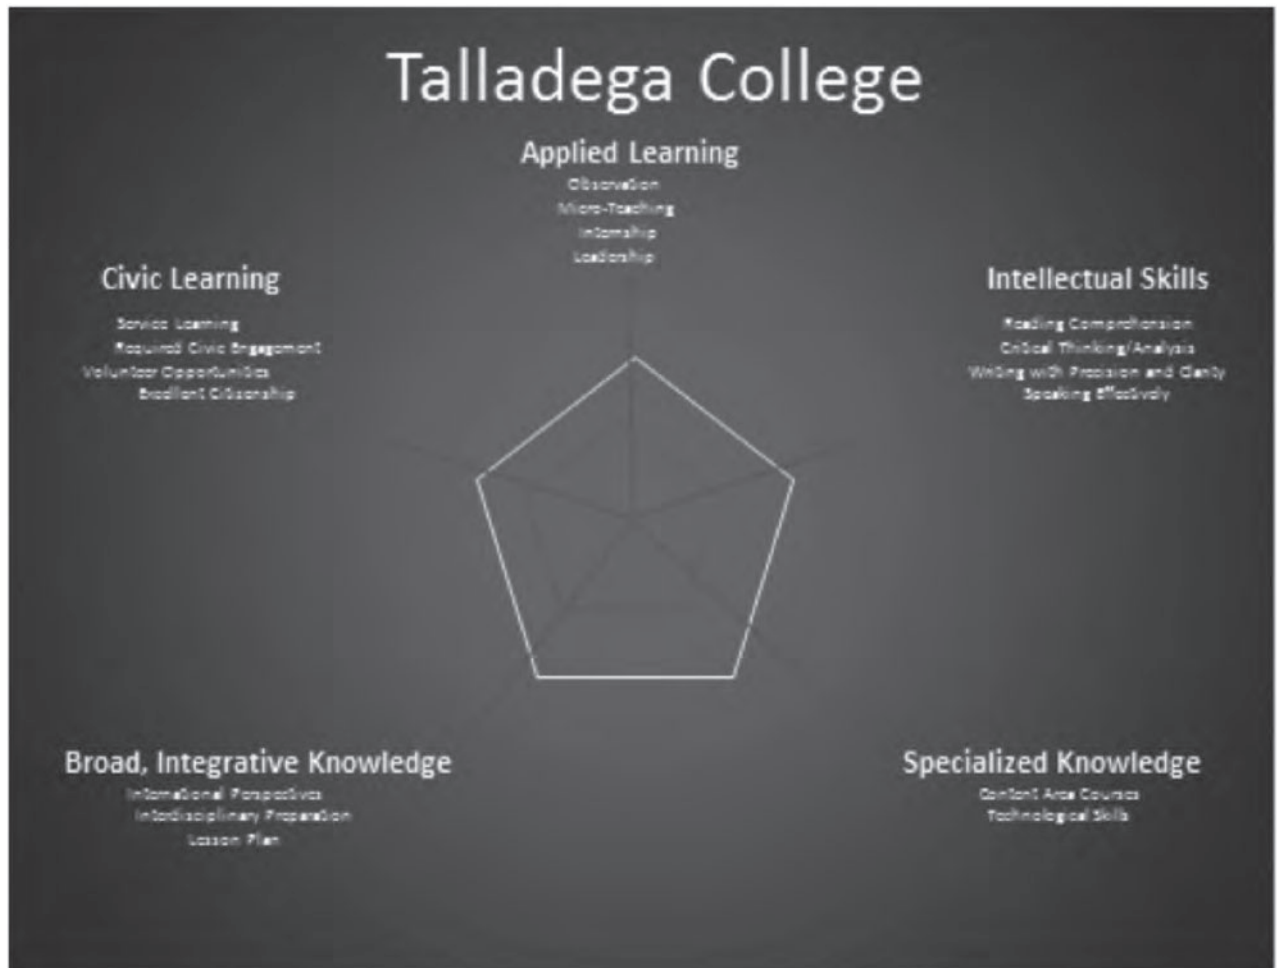 Talladega College
Applied Learning
Observation
Micro-Teaching
Internship
Leadership
Civic Learning
Service Learning
Required Civic Engagement
Volunteer Opportunities
Excellent Citizenship
Intellectual Skills
Reading Comprehension
Critical Thinking/Analysis
Writing with Precision and Clarity
Speaking Effectively
Broad, Integrative Knowledge
International Perspectives
Interdisciplinary Preparation
Lesson Plan
Specialized Knowledge
Content Area Courses
Technological Skills